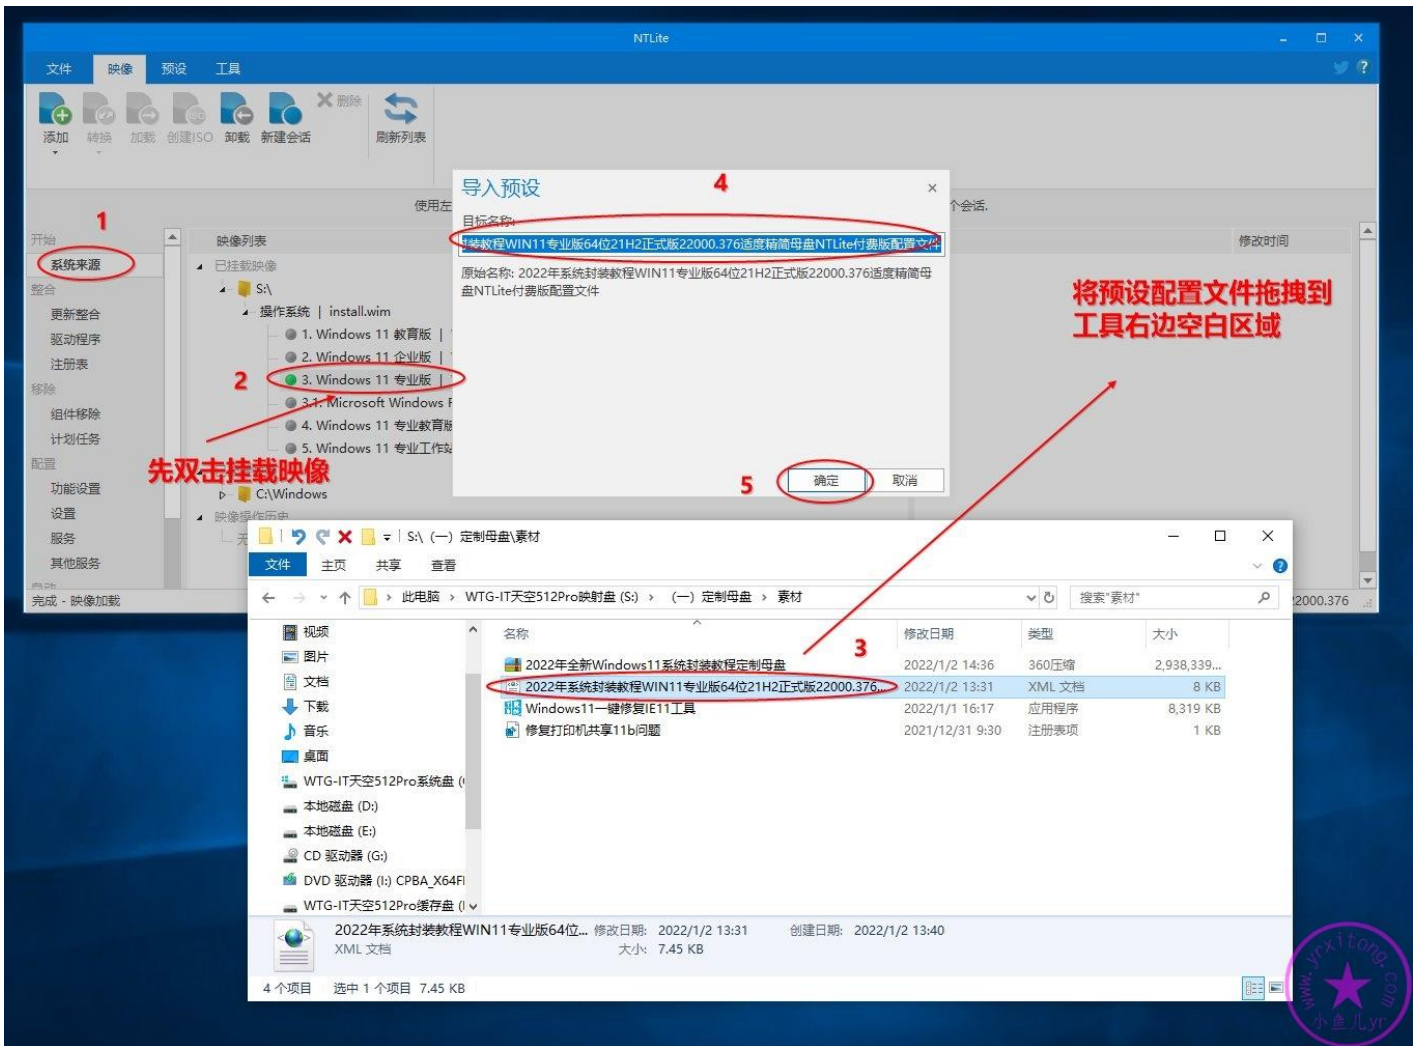 NTLite
文件 映像 预设 工具
添加 转换 加载 创建ISO 卸载 新建会话 删除 刷新列表
使用左
个会话.
1
开始
系统来源
整合
更新整合
驱动程序
注册表
移除
组件移除
计划任务
配置
功能设置
设置
服务
其他服务
自动
完成 - 映像加载
映像列表 修改时间
已挂载映像
S:\
操作系统 | install.wim
1. Windows 11 教育版 |
2. Windows 11 企业版 |
2
3. Windows 11 专业版 |
3.1. Microsoft Windows
4. Windows 11 专业教育版
5. Windows 11 专业工作站
先双击挂载映像
C:\Windows
映像操作历史
无
导入预设
4
目标名称:
封装教程WIN11专业版64位21H2正式版22000.376适度精简母盘NTLite付费版配置文件
原始名称: 2022年系统封装教程WIN11专业版64位21H2正式版22000.376适度精简母
盘NTLite付费版配置文件
5
确定 取消
将预设配置文件拖拽到
工具右边空白区域
22000.376
S:\ (一) 定制母盘\素材
文件 主页 共享 查看
此电脑 › WTG-IT天空512Pro映射盘 (S:) › (一) 定制母盘 › 素材
搜索"素材"
视频
图片
文档
下载
音乐
桌面
WTG-IT天空512Pro系统盘 (
本地磁盘 (D:)
本地磁盘 (E:)
CD 驱动器 (G:)
DVD 驱动器 (I:) CPBA_X64F
WTG-IT天空512Pro缓存盘 (
名称 修改日期 类型 大小
3
2022年全新Windows11系统封装教程定制母盘 2022/1/2 14:36 360压缩 2,938,339...
2022年系统封装教程WIN11专业版64位21H2正式版22000.376... 2022/1/2 13:31 XML 文档 8 KB
Windows11一键修复IE11工具 2022/1/1 16:17 应用程序 8,319 KB
修复打印机共享11b问题 2021/12/31 9:30 注册表项 1 KB
2022年系统封装教程WIN11专业版64位... 修改日期: 2022/1/2 13:31 创建日期: 2022/1/2 13:40
XML 文档 大小: 7.45 KB
4 个项目 选中 1 个项目 7.45 KB
www.yrxitong.com
小鱼儿yr